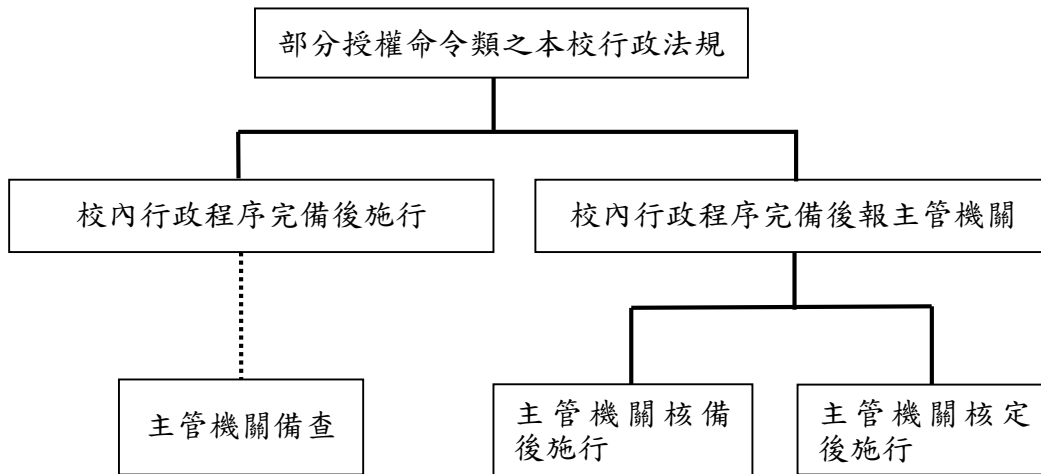 部分授權命令類之本校行政法規
校內行政程序完備後施行
校內行政程序完備後報主管機關
主管機關備查
主管機關核備
後施行
主管機關核定
後施行